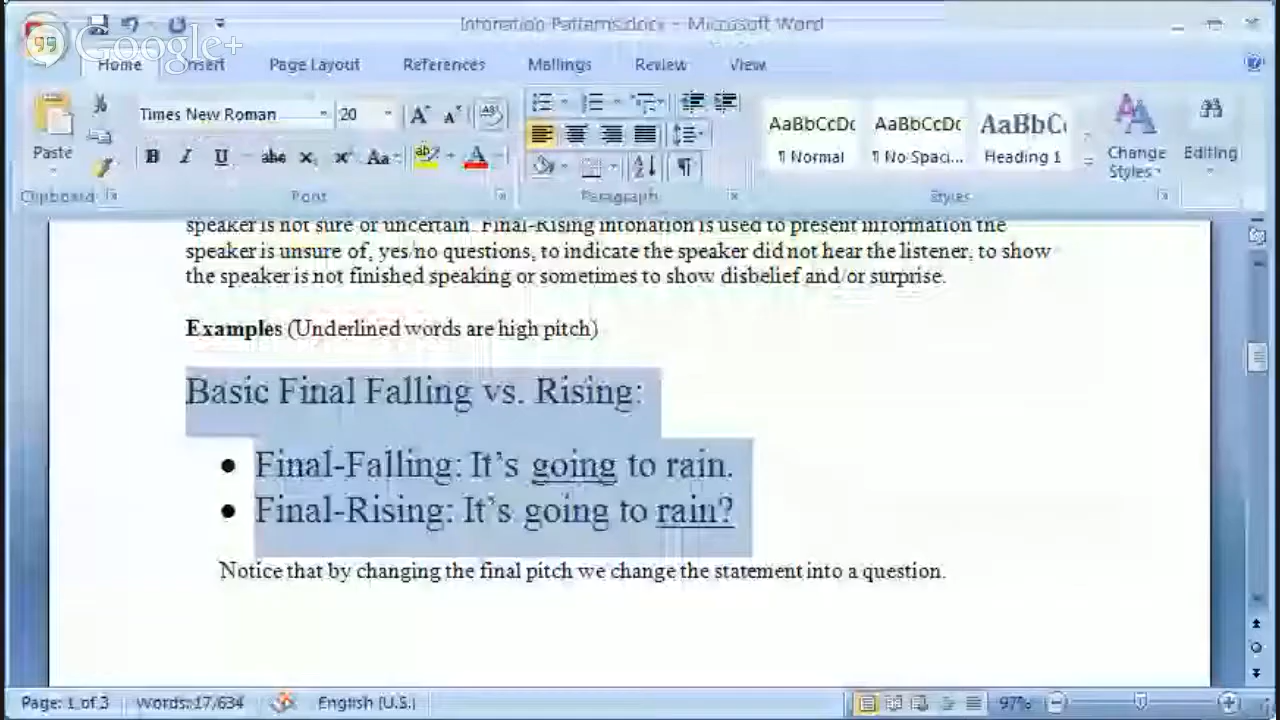 Intonation Patterns.docx - Microsoft Word
Google+
Home Insert Page Layout References Mailings Review View
Times New Roman 20
Paste
AaBbCcDc AaBbCcDc AaBbC
¶ Normal ¶ No Spaci... Heading 1
Change Styles
Editing
Clipboard Font Paragraph Styles
speaker is not sure or uncertain. Final-Rising intonation is used to present information the
speaker is unsure of, yes/no questions, to indicate the speaker did not hear the listener, to show
the speaker is not finished speaking or sometimes to show disbelief and/or surprise.
Examples (Underlined words are high pitch)
Basic Final Falling vs. Rising:
● Final-Falling: It's going to rain.
● Final-Rising: It's going to rain?
Notice that by changing the final pitch we change the statement into a question.
Page: 1 of 3 Words: 17/634 English (U.S.) 97%